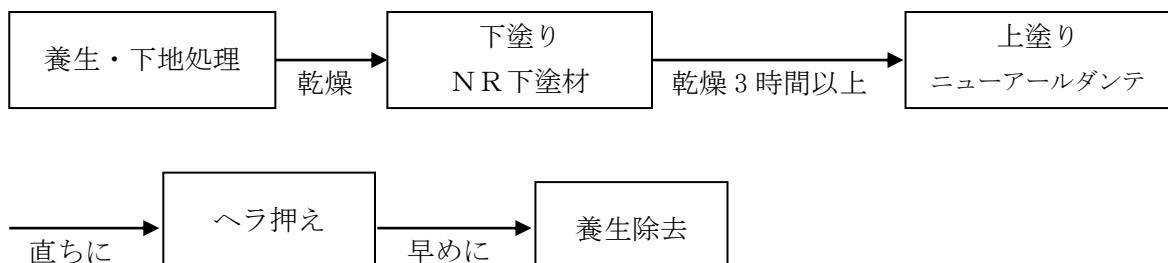 養生・下地処理
乾燥
下塗り
ＮＲ下塗材
乾燥３時間以上
上塗り
ニューアールダンテ
直ちに
ヘラ押え
早めに
養生除去